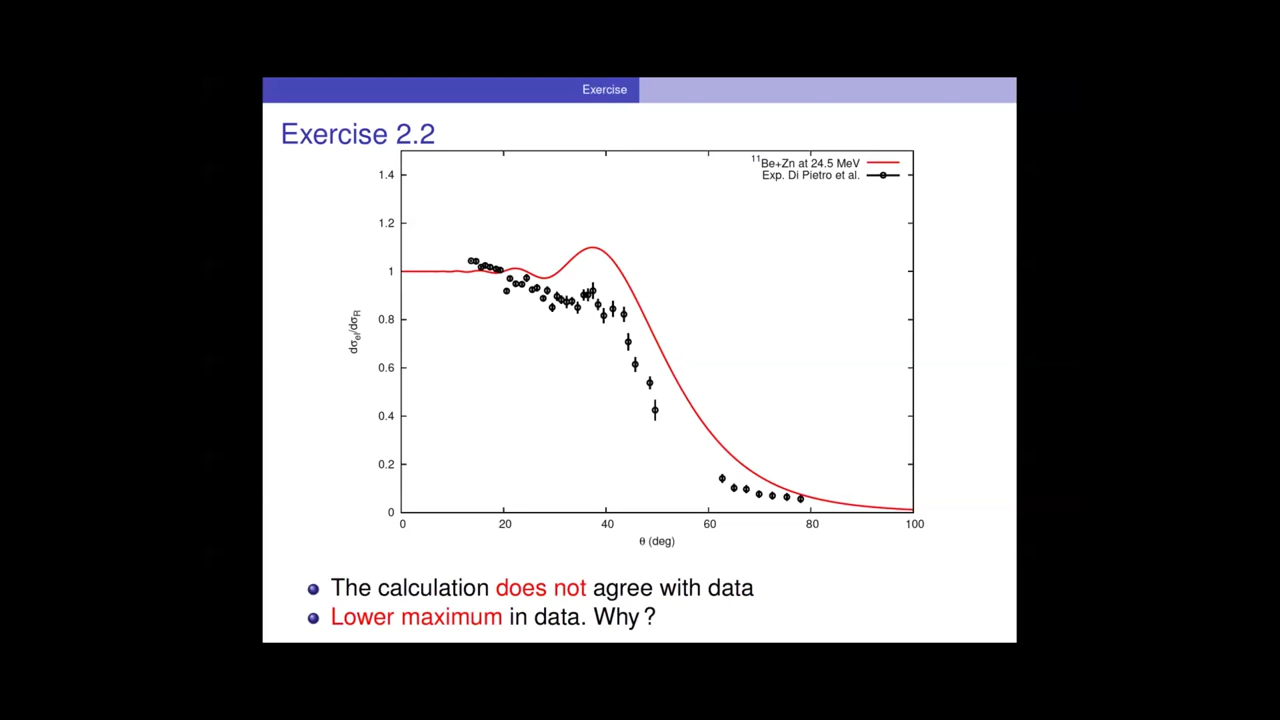 Exercise
Exercise 2.2
¹¹Be+Zn at 24.5 MeV
Exp. Di Pietro et al.
1.4
1.2
1
0.8
0.6
0.4
0.2
0
dσel/dσR
0 20 40 60 80 100
θ (deg)
The calculation does not agree with data
Lower maximum in data. Why ?